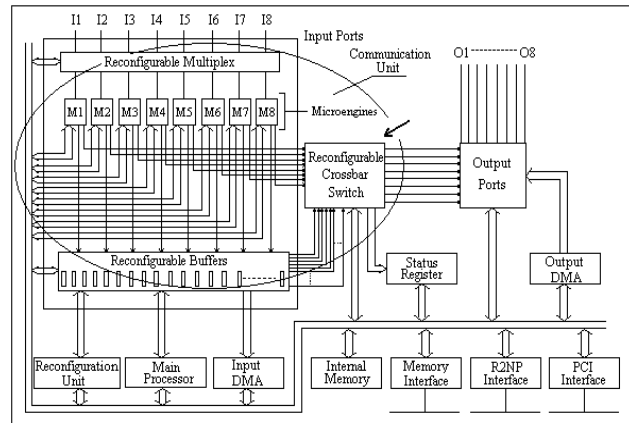 I1 I2 I3 I4 I5 I6 I7 I8
Input Ports
O1 O8
Reconfigurable Multiplex
Communication
Unit
M1 M2 M3 M4 M5 M6 M7 M8
Microengines
Reconfigurable
Crossbar
Switch
Output
Ports
Reconfigurable Buffers
Status
Register
Output
DMA
Reconfiguration
Unit
Main
Processor
Input
DMA
Internal
Memory
Memory
Interface
R2NP
Interface
PCI
Interface